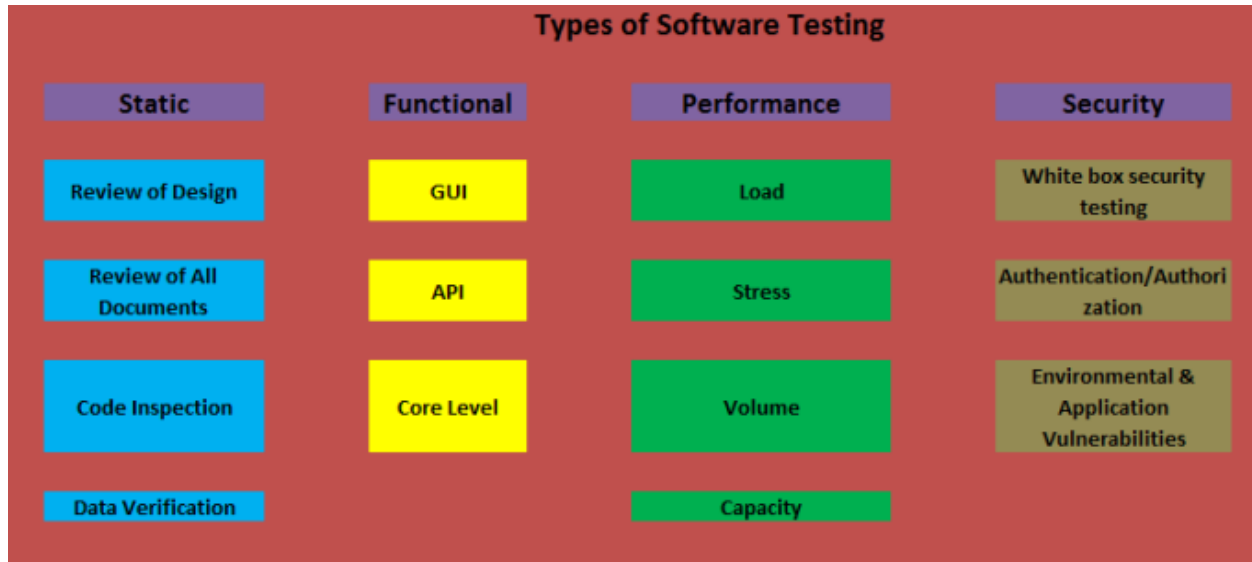 Types of Software Testing
Static
Functional
Performance
Security
Review of Design
GUI
Load
White box security
testing
Review of All
Documents
API
Stress
Authentication/Authori
zation
Code Inspection
Core Level
Volume
Environmental &
Application
Vulnerabilities
Data Verification
Capacity